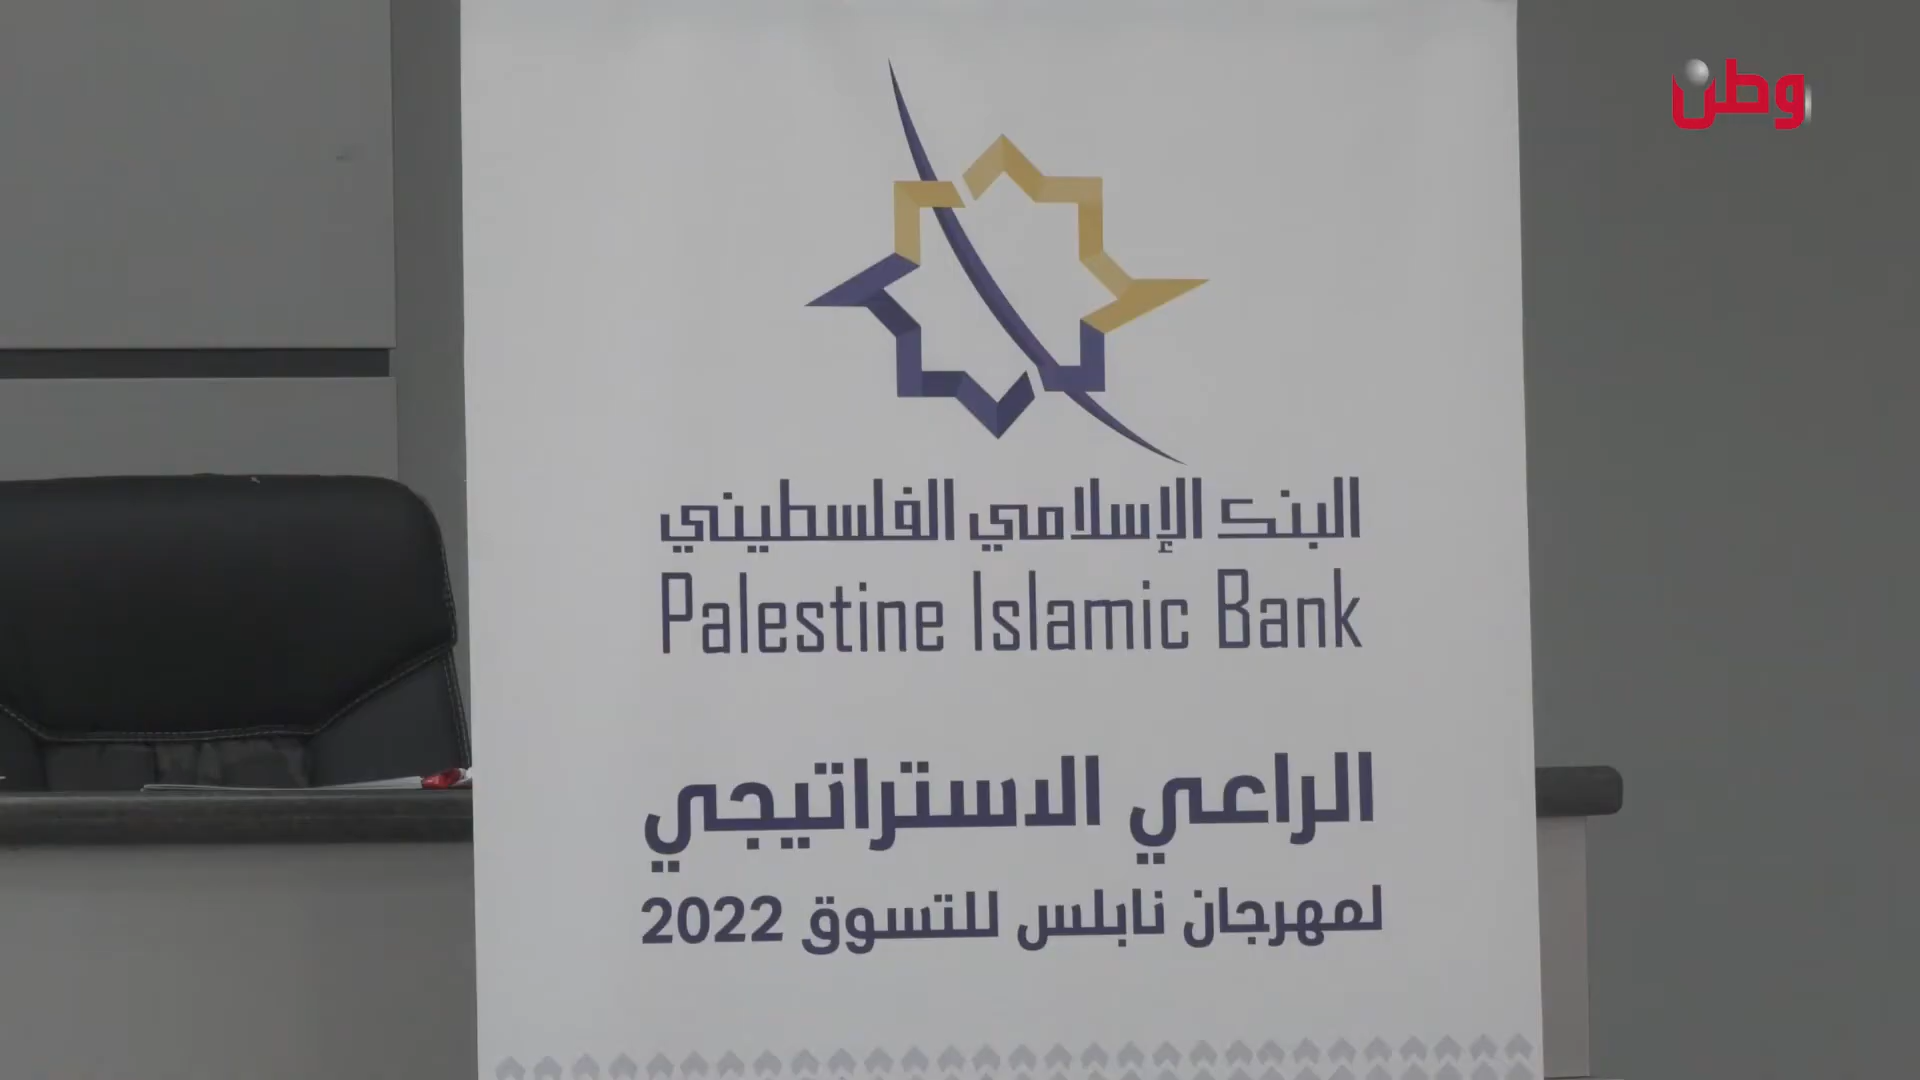 وطن
البنك الإسلامي الفلسطيني
Palestine Islamic Bank
الراعي الاستراتيجي
لمهرجان نابلس للتسوق 2022